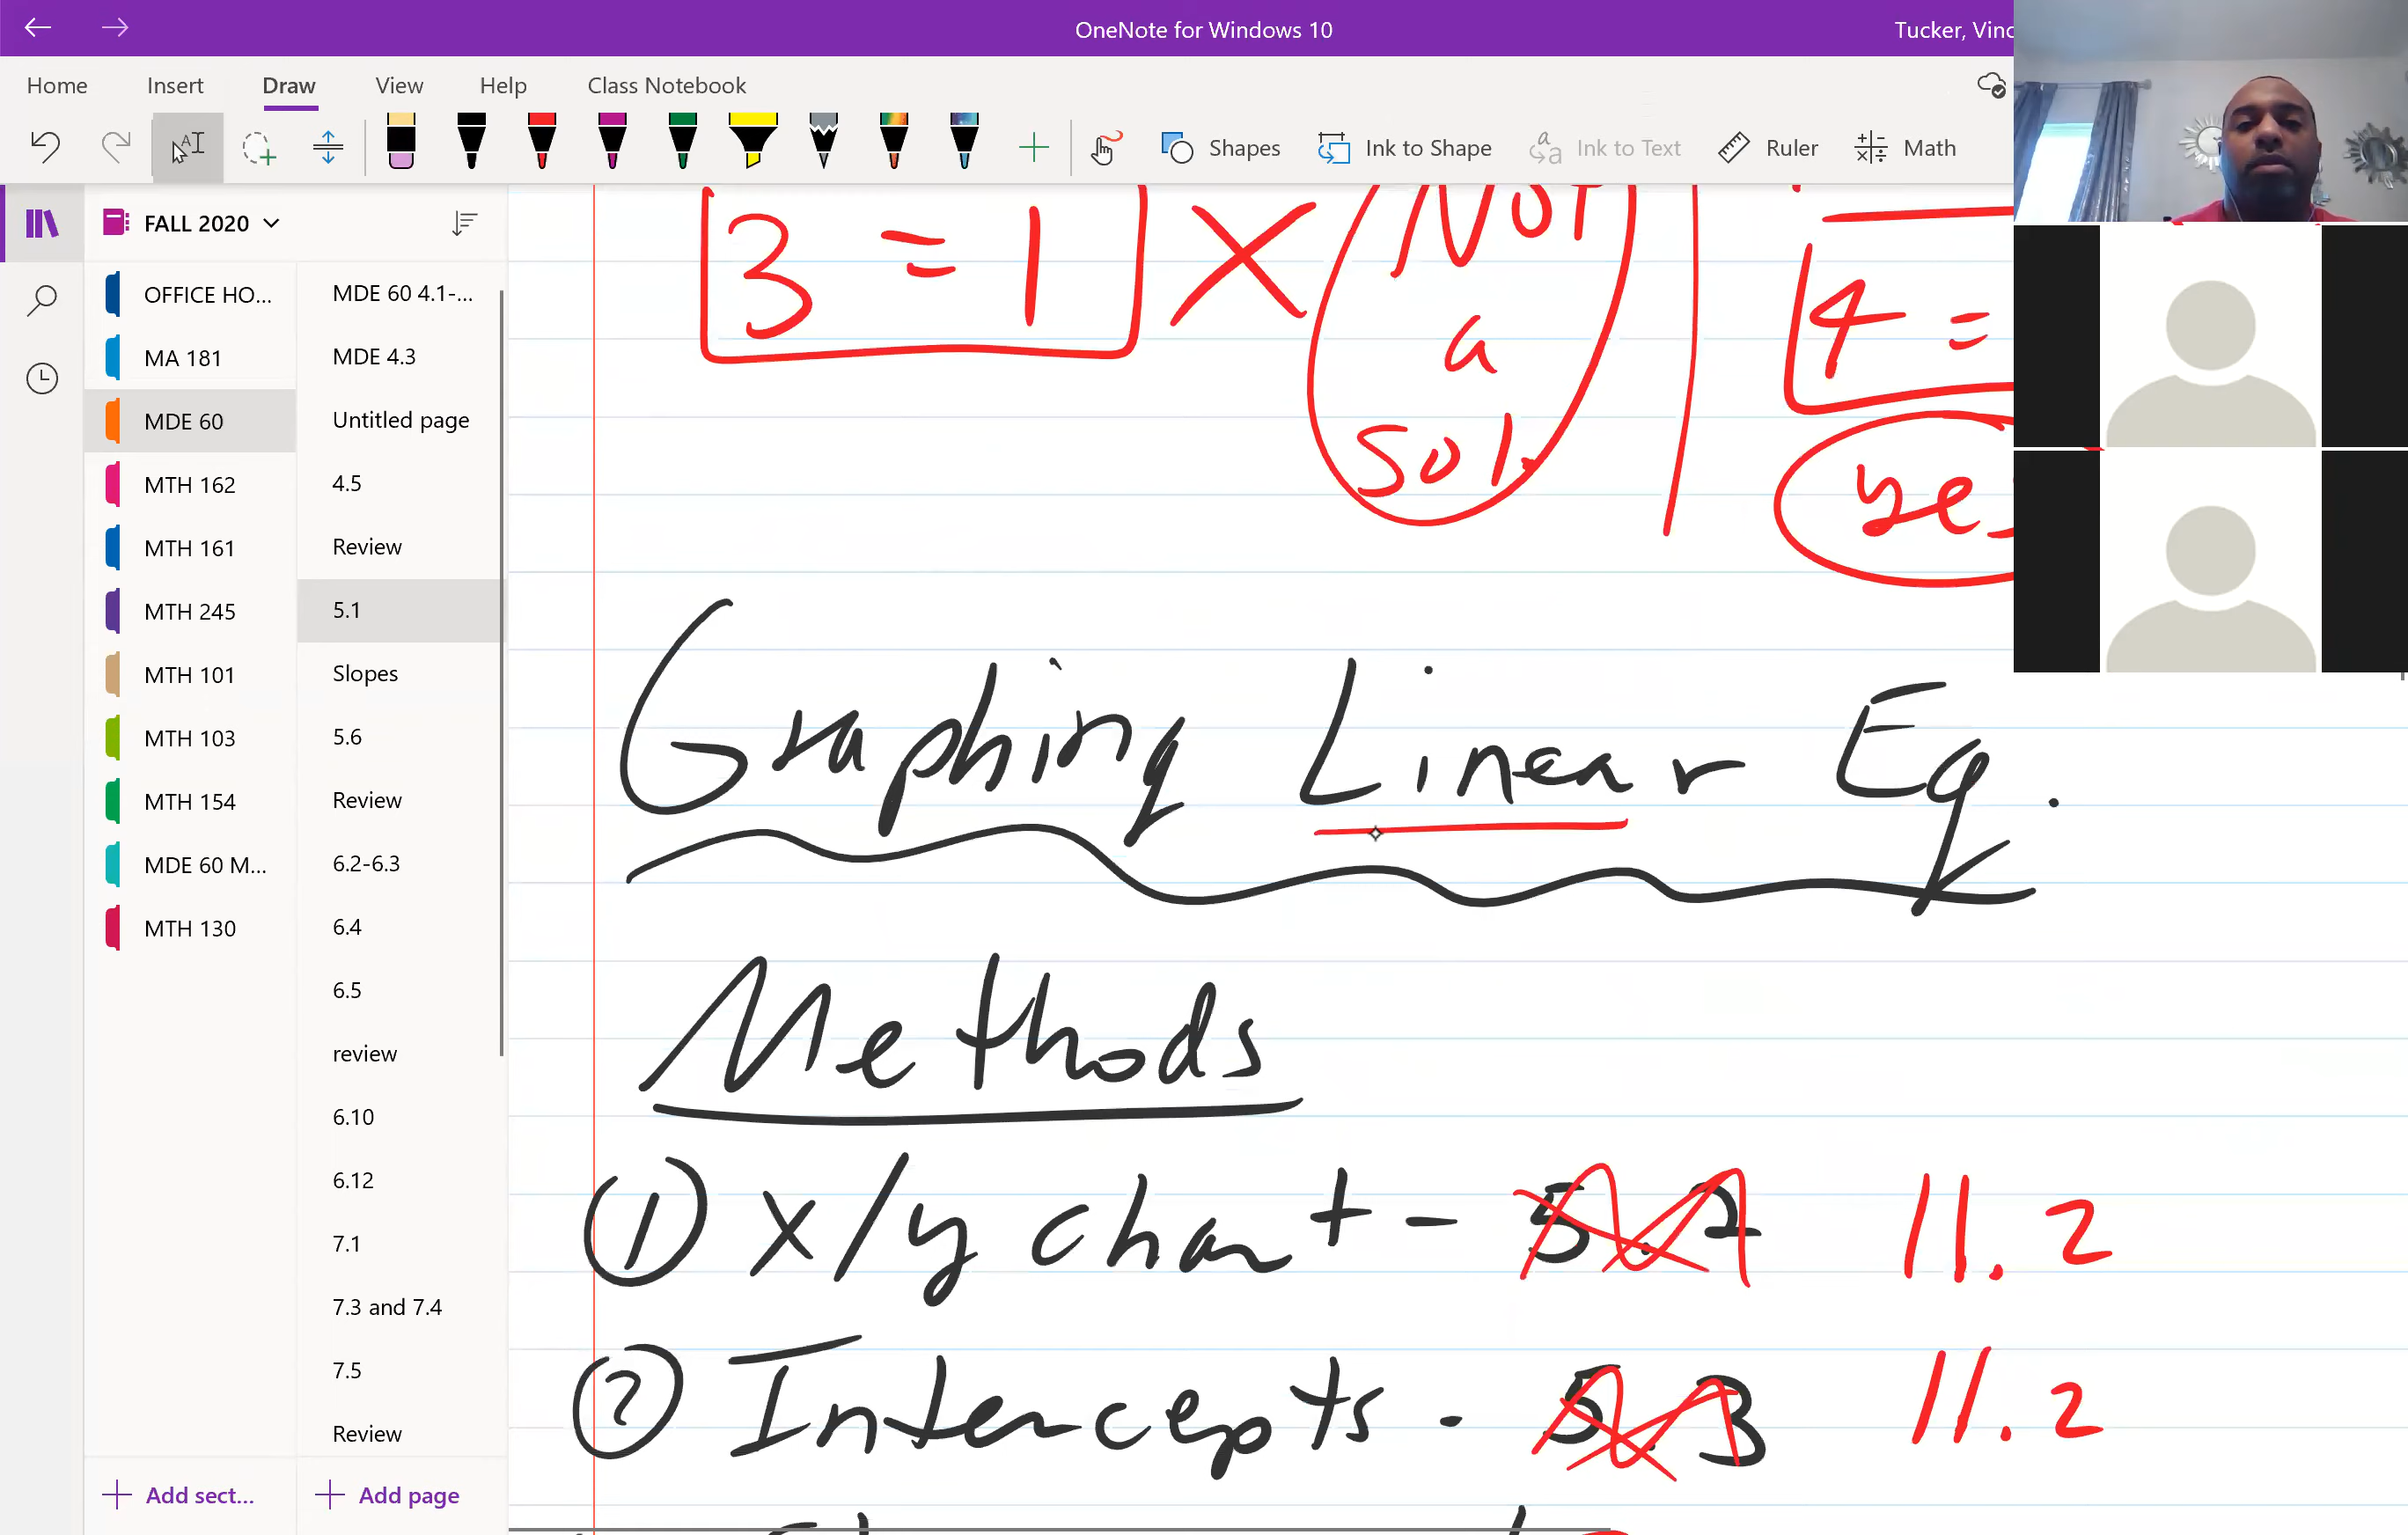 OneNote for Windows 10
Tucker, Vinc
Home Insert Draw View Help Class Notebook
Shapes Ink to Shape Ink to Text Ruler Math
FALL 2020
OFFICE HO...
MA 181
MDE 60
MTH 162
MTH 161
MTH 245
MTH 101
MTH 103
MTH 154
MDE 60 M...
MTH 130
Add sect...
MDE 60 4.1-...
MDE 4.3
Untitled page
4.5
Review
5.1
Slopes
5.6
Review
6.2-6.3
6.4
6.5
review
6.10
6.12
7.1
7.3 and 7.4
7.5
Review
Add page
3 = 1 X
Not
a
sol.
4 =
Graphing Linear Eq.
Methods
① x/y chart - 5.2 11.2
② Intercepts - 5.3 11.2